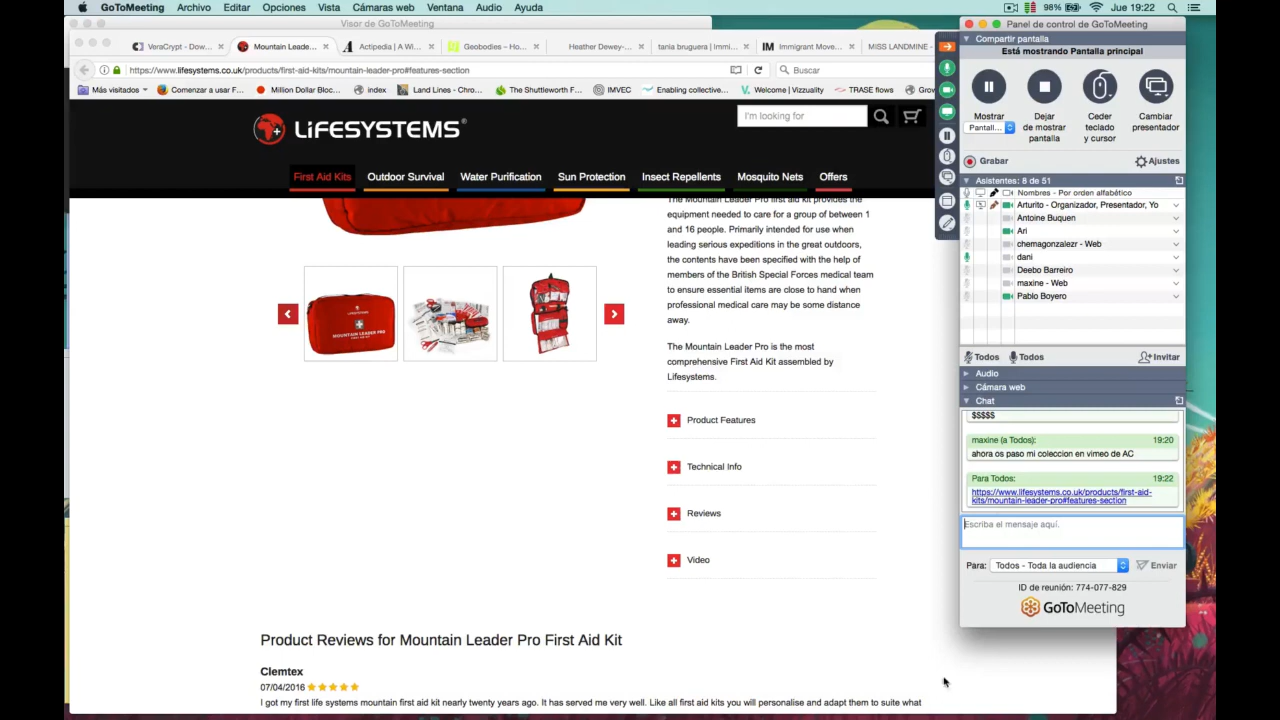 GoToMeeting Archivo Editar Opciones Vista Cámaras web Ventana Audio Ayuda
98% Jue 19:22
Visor de GoToMeeting
VeraCrypt - Dow...
Mountain Leade...
Actipedia | A Wi...
Geobodies – Ho...
Heather Dewey-...
tania bruguera | Immi...
Immigrant Move...
MISS LANDMINE -
https://www.lifesystems.co.uk/products/first-aid-kits/mountain-leader-pro#features-section
Buscar
Más visitados
Comenzar a usar F...
Million Dollar Bloc...
index
Land Lines - Chro...
The Shuttleworth F...
IMVEC
Enabling collective...
Welcome | Vizzuality
TRASE flows
Grov
LiFESYSTEMS®
I'm looking for
First Aid Kits
Outdoor Survival
Water Purification
Sun Protection
Insect Repellents
Mosquito Nets
Offers
The Mountain Leader Pro first aid kit provides the
equipment needed to care for a group of between 1
and 16 people. Primarily intended for use when
leading serious expeditions in the great outdoors,
the contents have been specified with the help of
members of the British Special Forces medical team
to ensure essential items are close to hand when
professional medical care may be some distance
away.
The Mountain Leader Pro is the most
comprehensive First Aid Kit assembled by
Lifesystems.
MOUNTAIN LEADER PRO
Product Features
Technical Info
Reviews
Video
Product Reviews for Mountain Leader Pro First Aid Kit
Clemtex
07/04/2016
I got my first life systems mountain first aid kit nearly twenty years ago. It has served me very well. Like all first aid kits you will personalise and adapt them to suite what
Panel de control de GoToMeeting
Compartir pantalla
Está mostrando Pantalla principal
Mostrar
Pantall...
Dejar
de mostrar
pantalla
Ceder
teclado
y cursor
Cambiar
presentador
Grabar
Ajustes
Asistentes: 8 de 51
Nombres - Por orden alfabético
Arturito - Organizador, Presentador, Yo
Antoine Buquen
Ari
chemagonzalezr - Web
dani
Deebo Barreiro
maxine - Web
Pablo Boyero
Todos
Todos
Invitar
Audio
Cámara web
Chat
$$$$$
maxine (a Todos): 19:20
ahora os paso mi coleccion en vimeo de AC
Para Todos: 19:22
https://www.lifesystems.co.uk/products/first-aid-
kits/mountain-leader-pro#features-section
Escriba el mensaje aquí.
Para: Todos - Toda la audiencia
Enviar
ID de reunión: 774-077-829
GoToMeeting